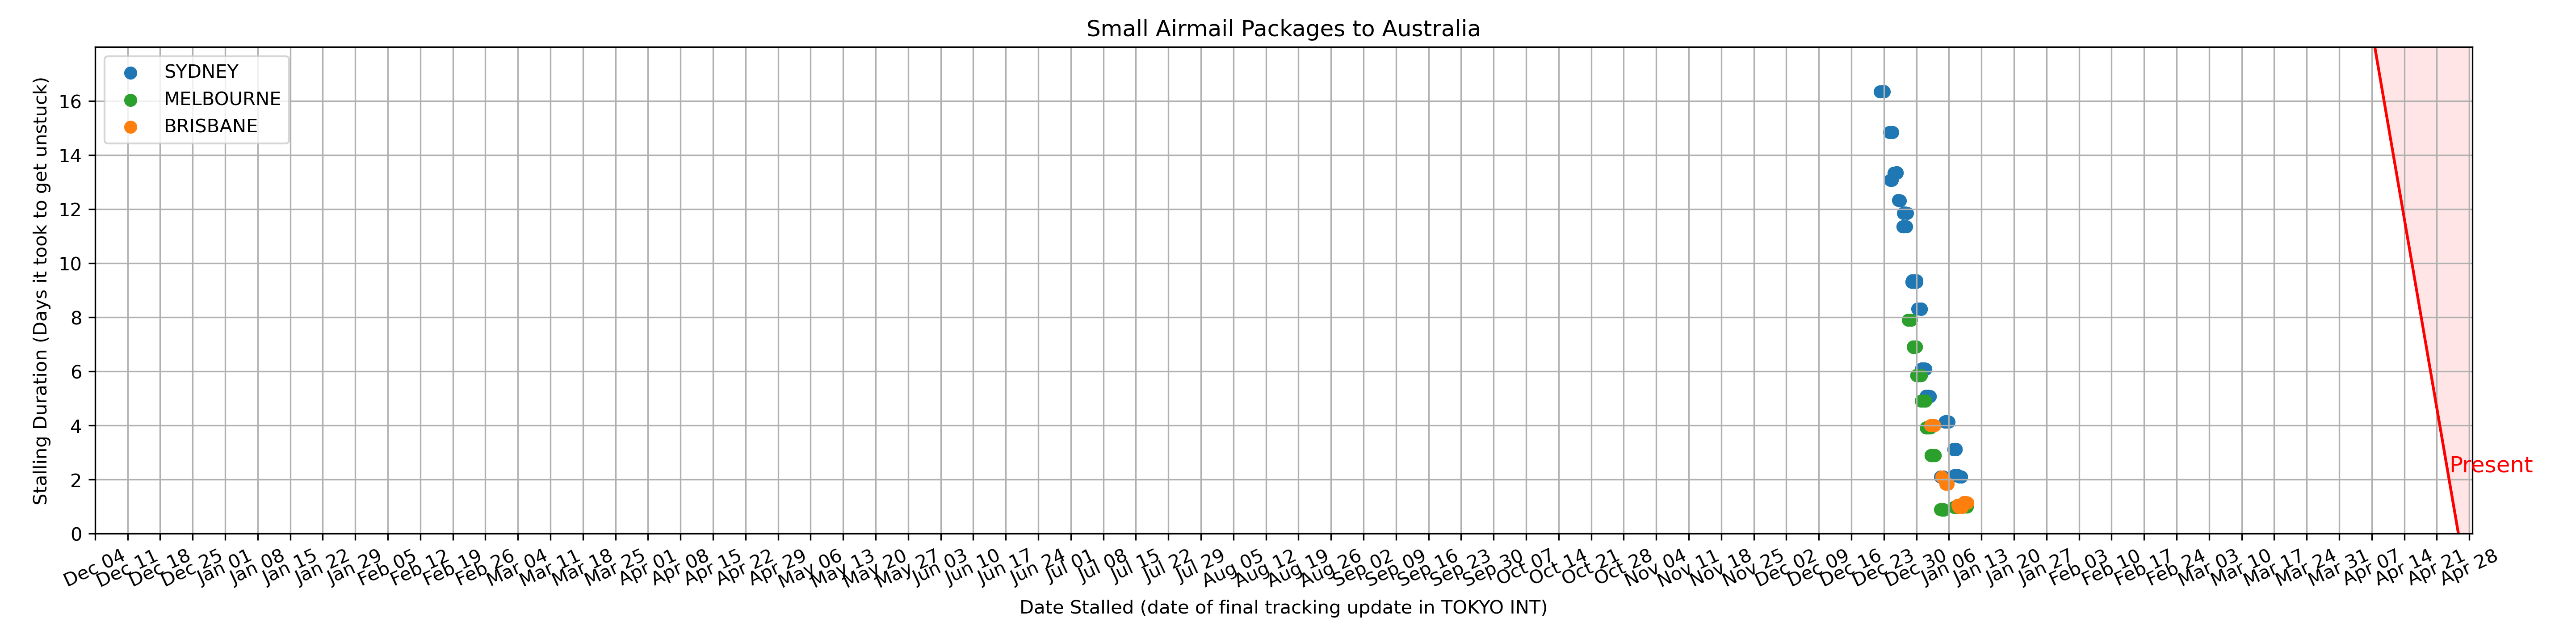 Small Airmail Packages to Australia
SYDNEY
MELBOURNE
BRISBANE
Stalling Duration (Days it took to get unstuck)
16
14
12
10
8
6
4
2
0
Present
Dec 04 Dec 11 Dec 18 Dec 25 Jan 01 Jan 08 Jan 15 Jan 22 Jan 29 Feb 05 Feb 12 Feb 19 Feb 26 Mar 04 Mar 11 Mar 18 Mar 25 Apr 01 Apr 08 Apr 15 Apr 22 Apr 29 May 06 May 13 May 20 May 27 Jun 03 Jun 10 Jun 17 Jun 24 Jul 01 Jul 08 Jul 15 Jul 22 Jul 29 Aug 05 Aug 12 Aug 19 Aug 26 Sep 02 Sep 09 Sep 16 Sep 23 Sep 30 Oct 07 Oct 14 Oct 21 Oct 28 Nov 04 Nov 11 Nov 18 Nov 25 Dec 02 Dec 09 Dec 16 Dec 23 Dec 30 Jan 06 Jan 13 Jan 20 Jan 27 Feb 03 Feb 10 Feb 17 Feb 24 Mar 03 Mar 10 Mar 17 Mar 24 Mar 31 Apr 07 Apr 14 Apr 21 Apr 28
Date Stalled (date of final tracking update in TOKYO INT)